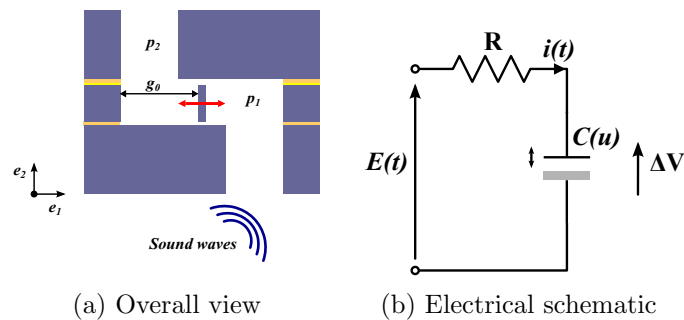 p₂
g₀
p₁
e₂
e₁
Sound waves
(a) Overall view
R
i(t)
C(u)
E(t)
ΔV
(b) Electrical schematic